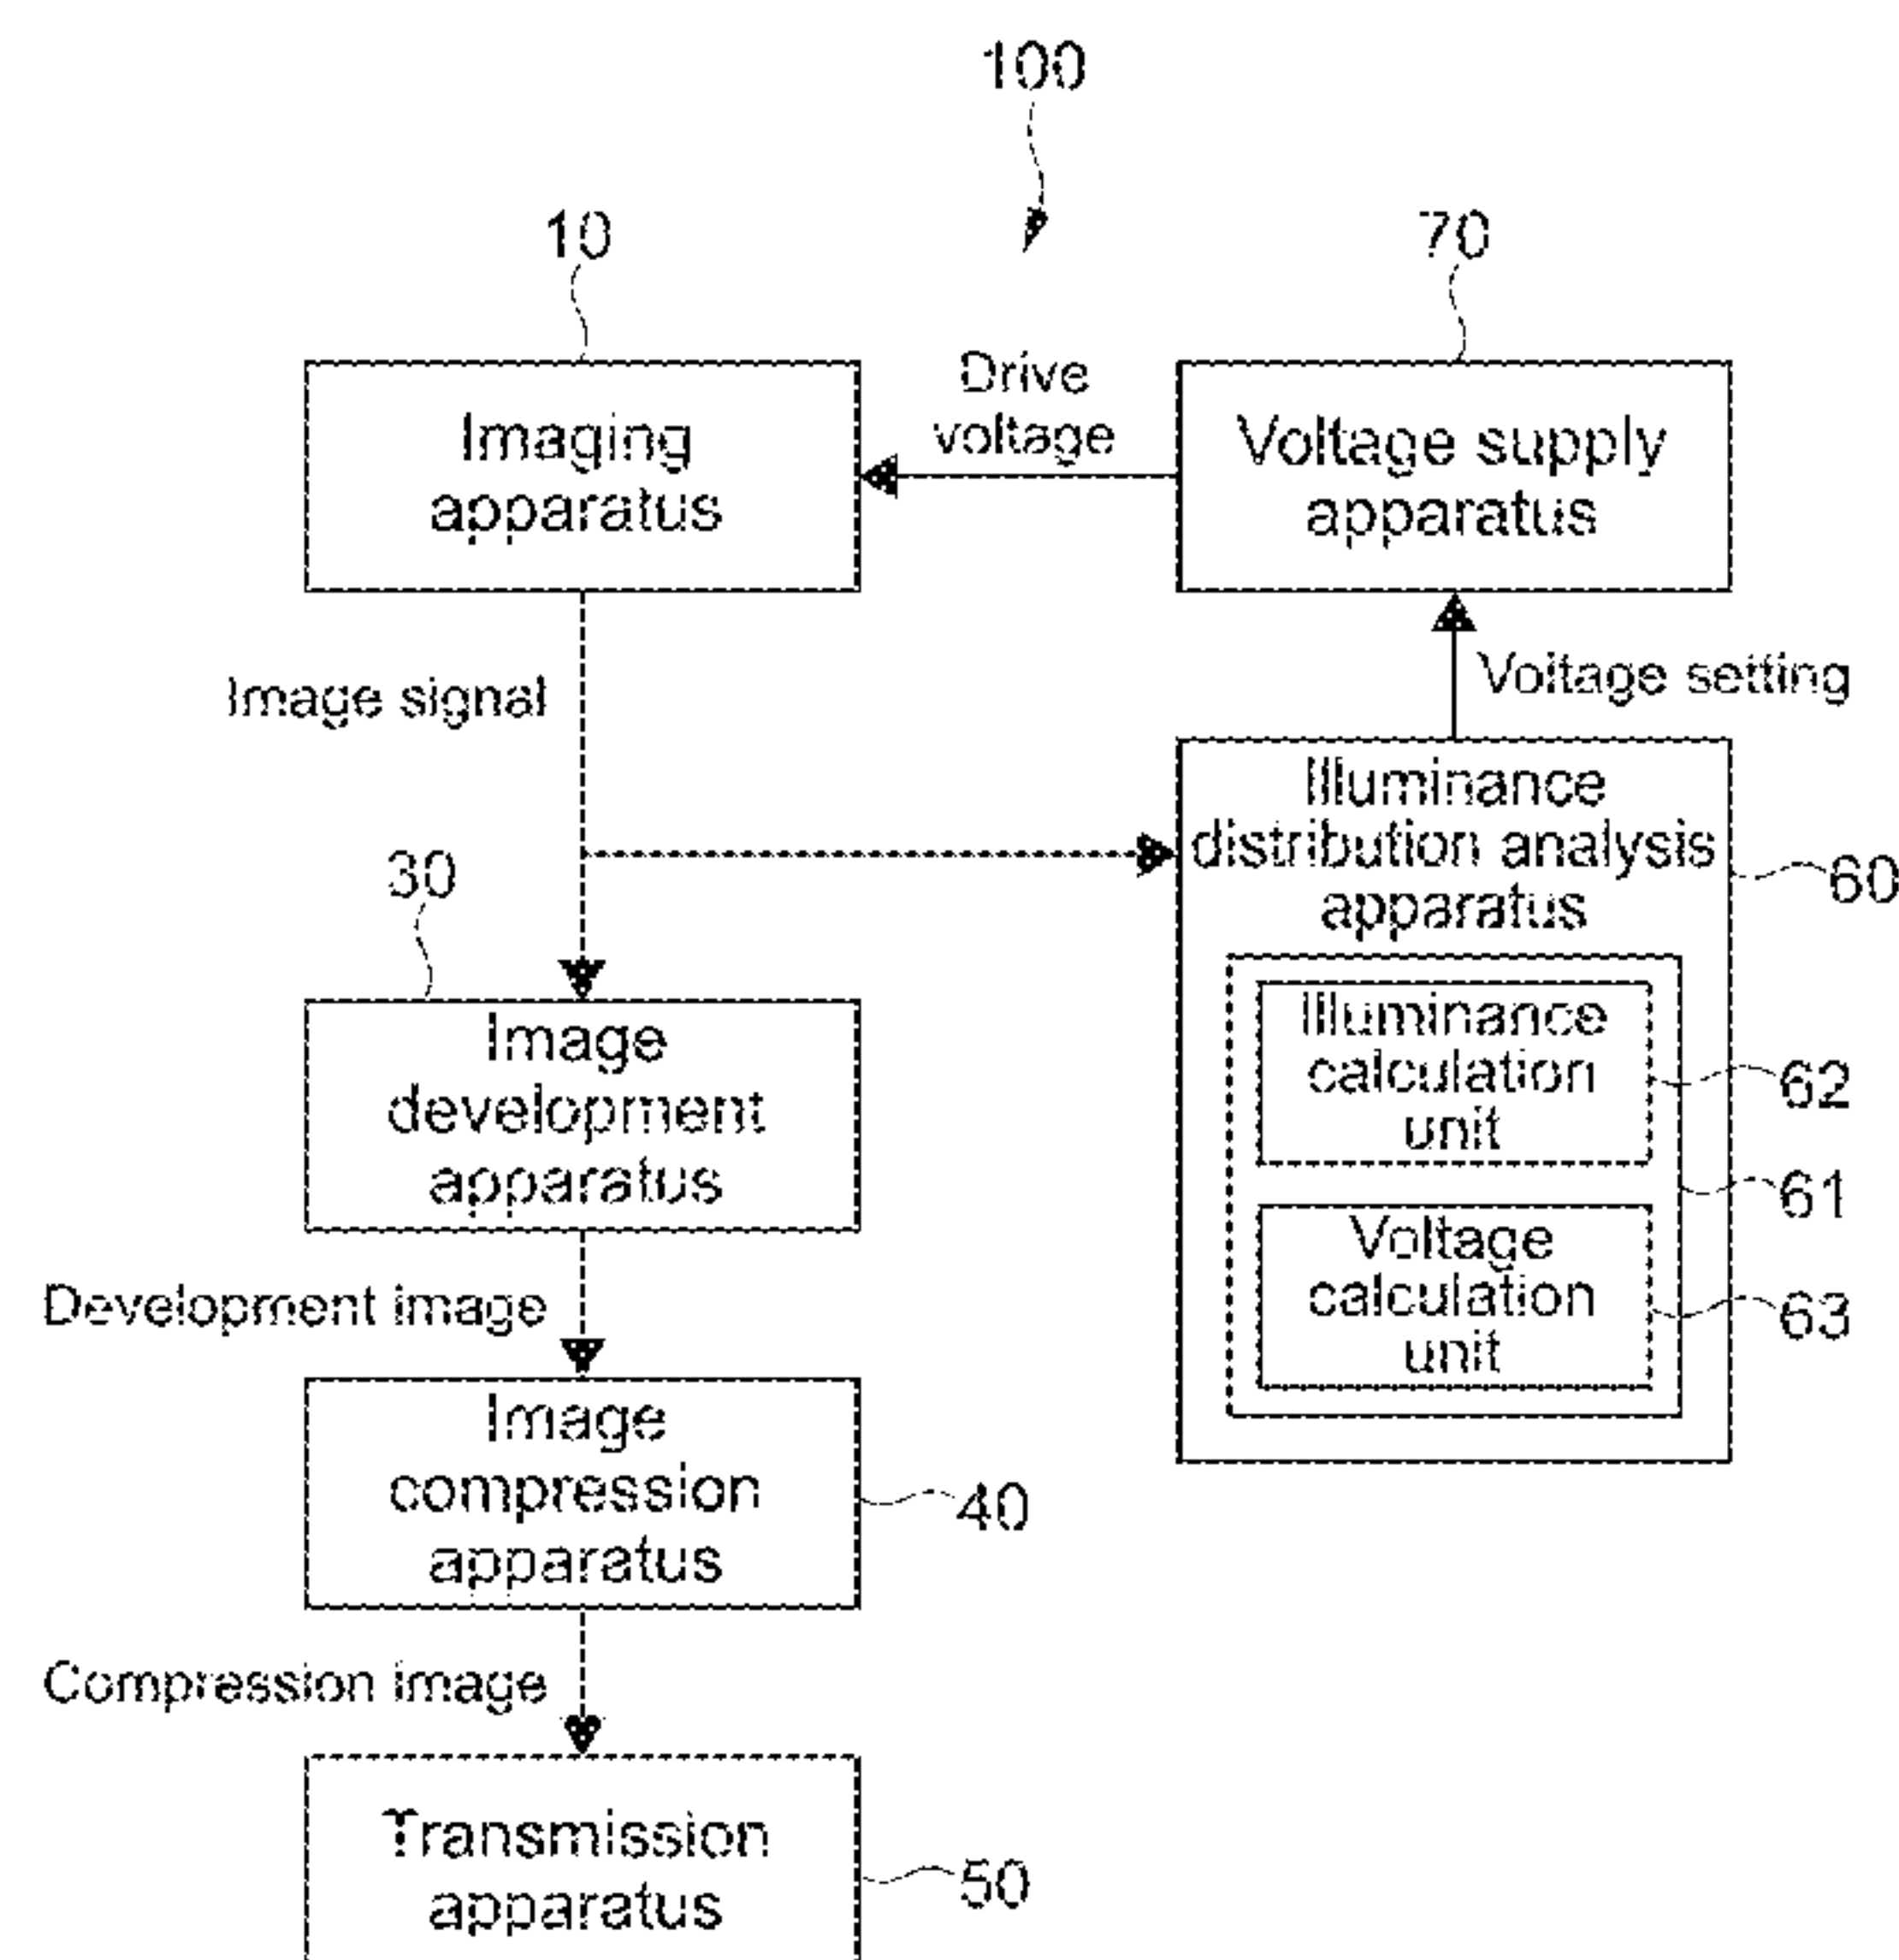 100
10
70
Imaging
apparatus
Drive
voltage
Voltage supply
apparatus
Image signal
Voltage setting
Illuminance
distribution analysis
apparatus
60
30
Image
development
apparatus
Illuminance
calculation
unit
62
61
Voltage
calculation
unit
63
Development image
Image
compression
apparatus
40
Compression image
Transmission
apparatus
50